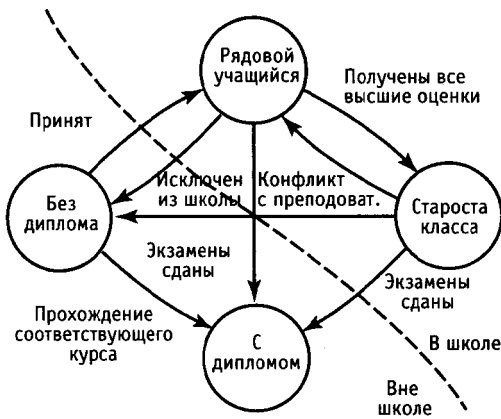 Рядовой
учащийся
Получены все
высшие оценки
Принят
Без
диплома
Исключен
из школы
Конфликт
с преподоват.
Староста
класса
Экзамены
сданы
Экзамены
сданы
Прохождение
соответствующего
курса
С
дипломом
В школе
Вне
школе